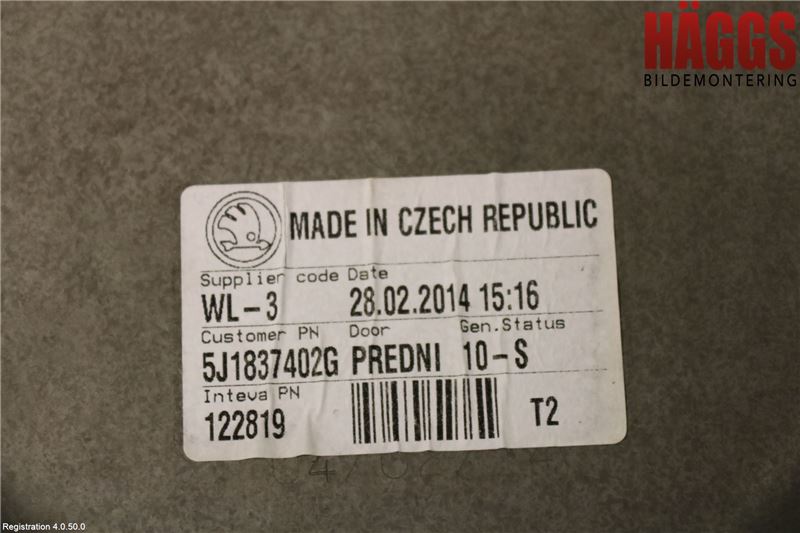 HÄGGS
BILDEMONTERING
MADE IN CZECH REPUBLIC
Supplier code Date
WL-3 28.02.2014 15:16
Customer PN Door Gen.Status
5J1837402G PREDNI 10-S
Inteva PN
122819 T2
Registration 4.0.50.0